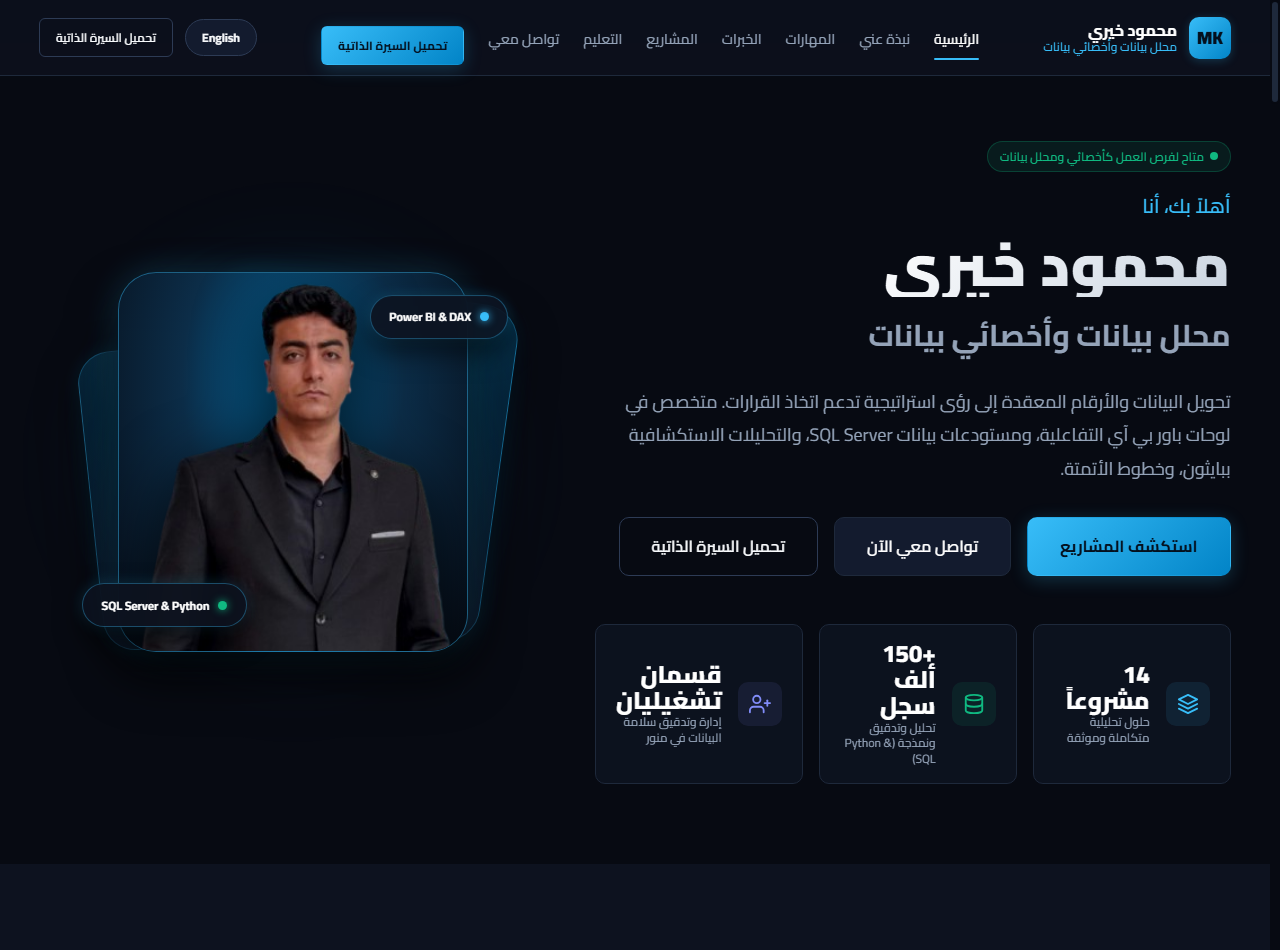 MK
محمود خيري
محلل بيانات وأخصائي بيانات
الرئيسية
نبذة عني
المهارات
الخبرات
المشاريع
التعليم
تواصل معي
تحميل السيرة الذاتية
English
تحميل السيرة الذاتية
متاح لفرص العمل كأخصائي ومحلل بيانات
أهلاً بك، أنا
محمود خيري
محلل بيانات وأخصائي بيانات
تحويل البيانات والأرقام المعقدة إلى رؤى استراتيجية تدعم اتخاذ القرارات. متخصص في
لوحات باور بي آي التفاعلية، ومستودعات بيانات SQL Server، والتحليلات الاستكشافية
ببايثون، وخطوط الأتمتة.
استكشف المشاريع
تواصل معي الآن
تحميل السيرة الذاتية
14
مشروعاً
حلول تحليلية
متكاملة وموثقة
+150
ألف
سجل
تحليل وتدقيق
ونمذجة (Python &
SQL)
قسمان
تشغيليان
إدارة وتدقيق سلامة
البيانات في منور
Power BI & DAX
SQL Server & Python